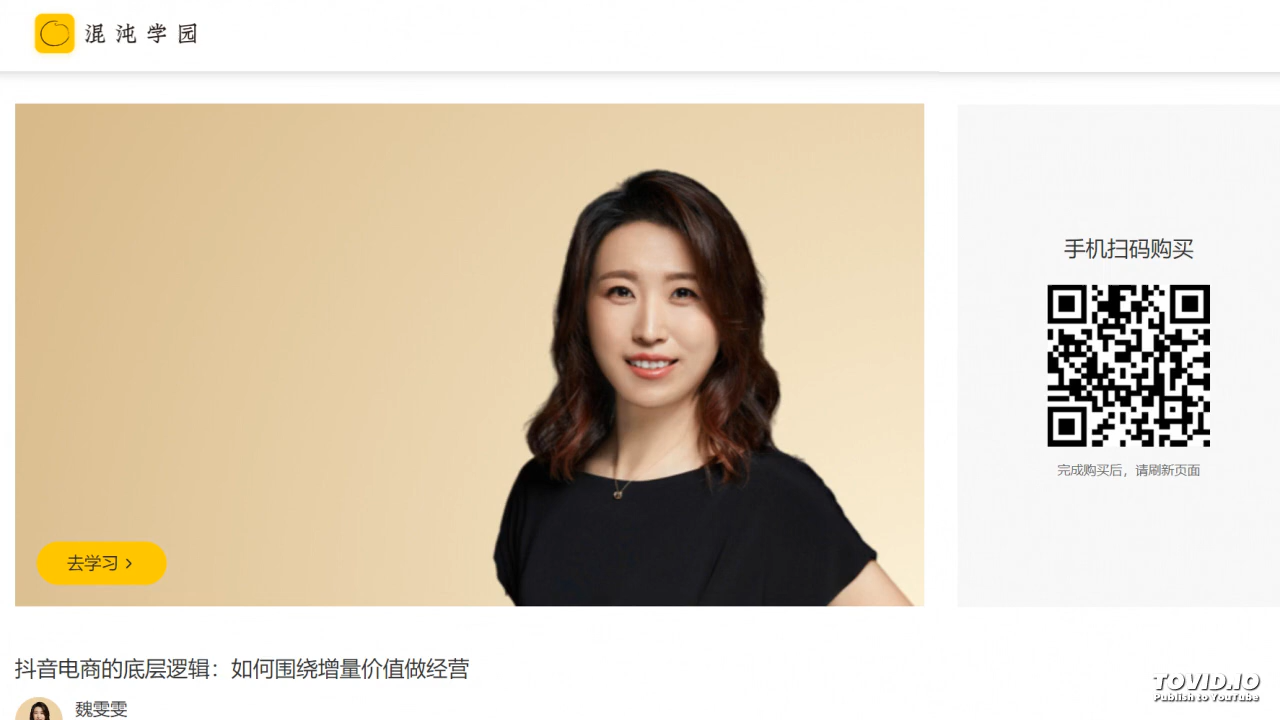 混沌学园
手机扫码购买
完成购买后，请刷新页面
去学习 >
抖音电商的底层逻辑：如何围绕增量价值做经营
魏雯雯
TOVID.IO
Publish to YouTube